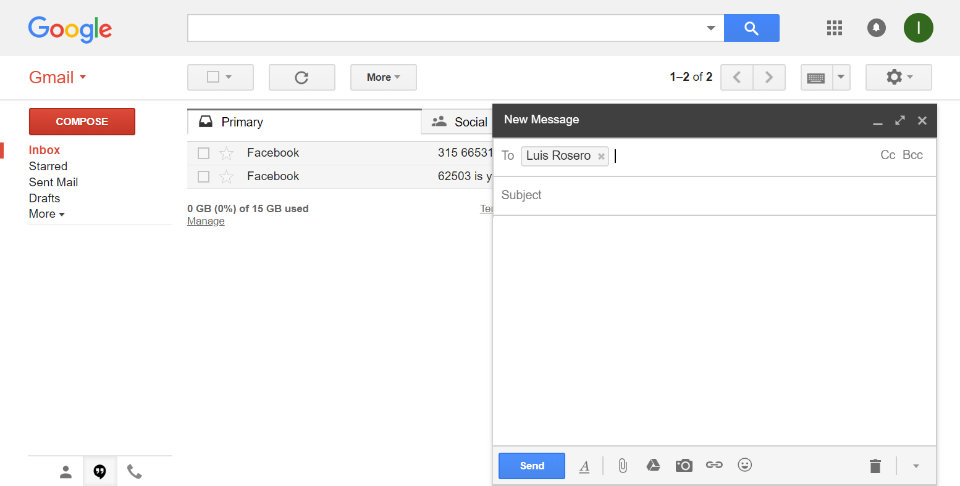 Google
I
Gmail
More
1–2 of 2
COMPOSE
Inbox
Starred
Sent Mail
Drafts
More
Primary
Social
Facebook
315 66531
Facebook
62503 is y
0 GB (0%) of 15 GB used
Manage
Te
New Message
To Luis Rosero × Cc Bcc
Subject
Send A